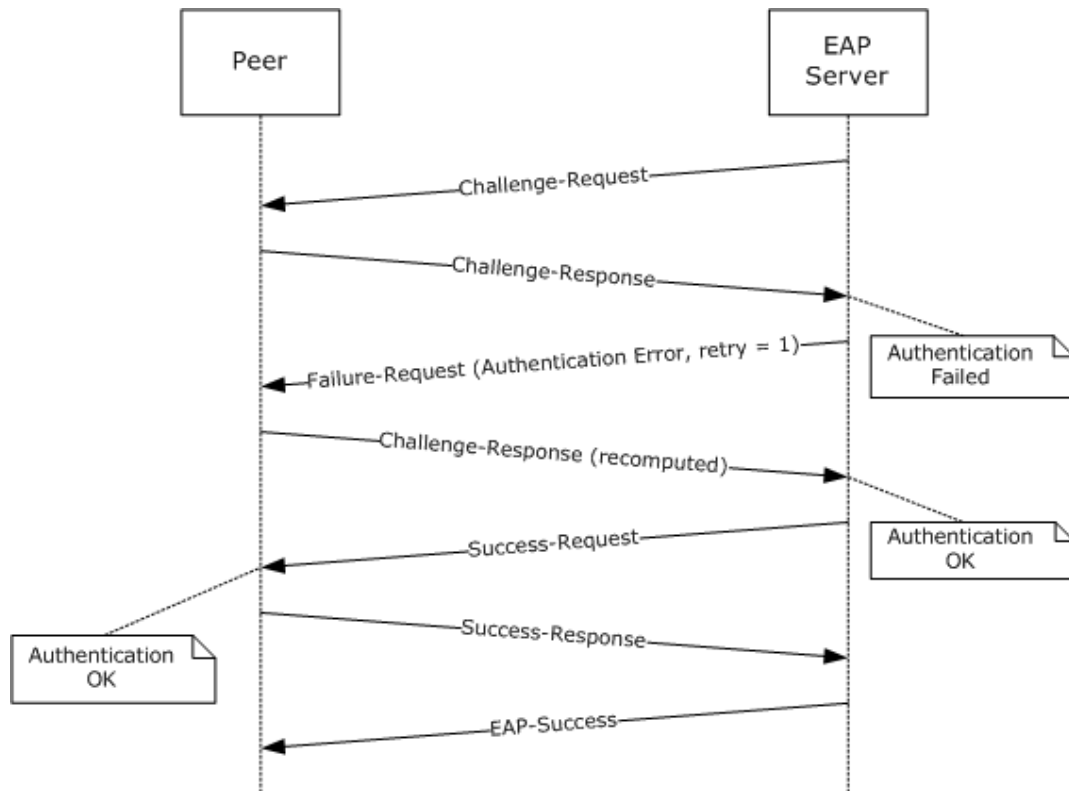 Peer
EAP
Server
Challenge-Request
Challenge-Response
Failure-Request (Authentication Error, retry = 1)
Authentication
Failed
Challenge-Response (recomputed)
Success-Request
Authentication
OK
Success-Response
Authentication
OK
EAP-Success